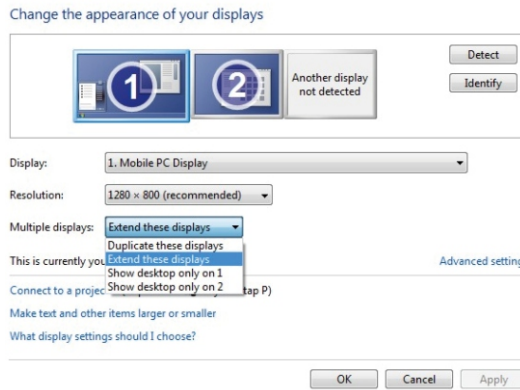 Change the appearance of your displays
1
2
Another display
not detected
Detect
Identify
Display: 1. Mobile PC Display
Resolution: 1280 × 800 (recommended)
Multiple displays: Extend these displays
Duplicate these displays
This is currently you
Extend these displays
Advanced setting
Show desktop only on 1
Connect to a projec
Show desktop only on 2
tap P)
Make text and other items larger or smaller
What display settings should I choose?
OK Cancel Apply